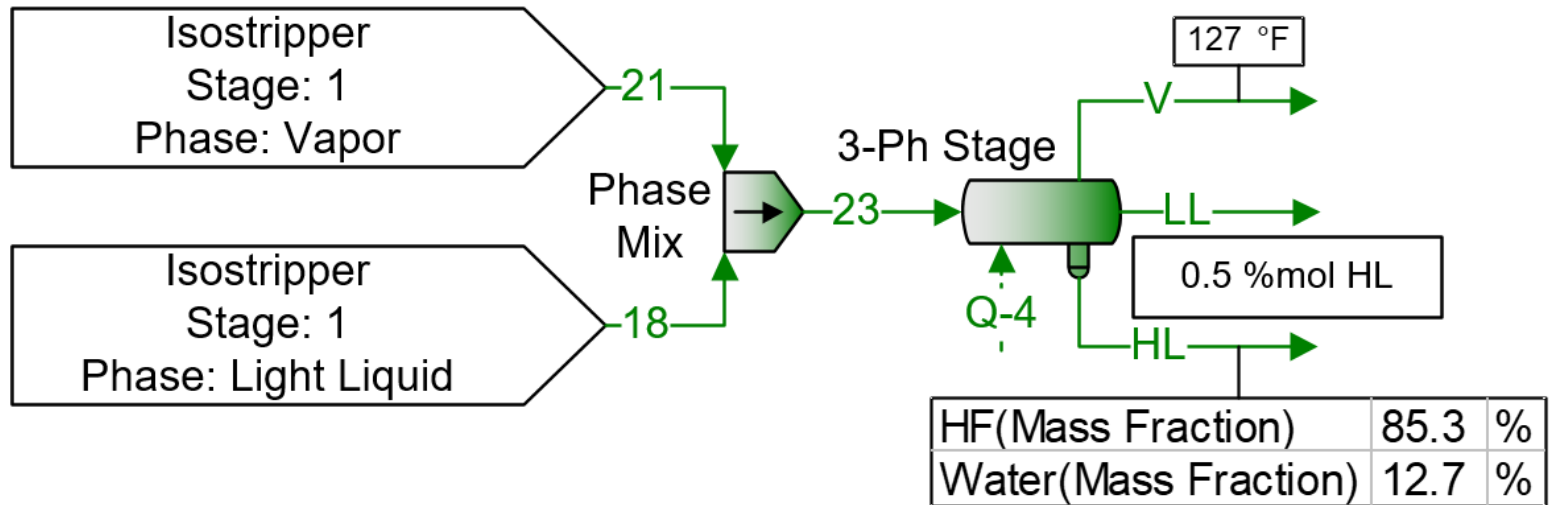 Isostripper
Stage: 1
Phase: Vapor
21
Isostripper
Stage: 1
Phase: Light Liquid
18
Phase
Mix
23
3-Ph Stage
Q-4
V
127 °F
LL
0.5 %mol HL
HL
HF(Mass Fraction) 85.3 %
Water(Mass Fraction) 12.7 %